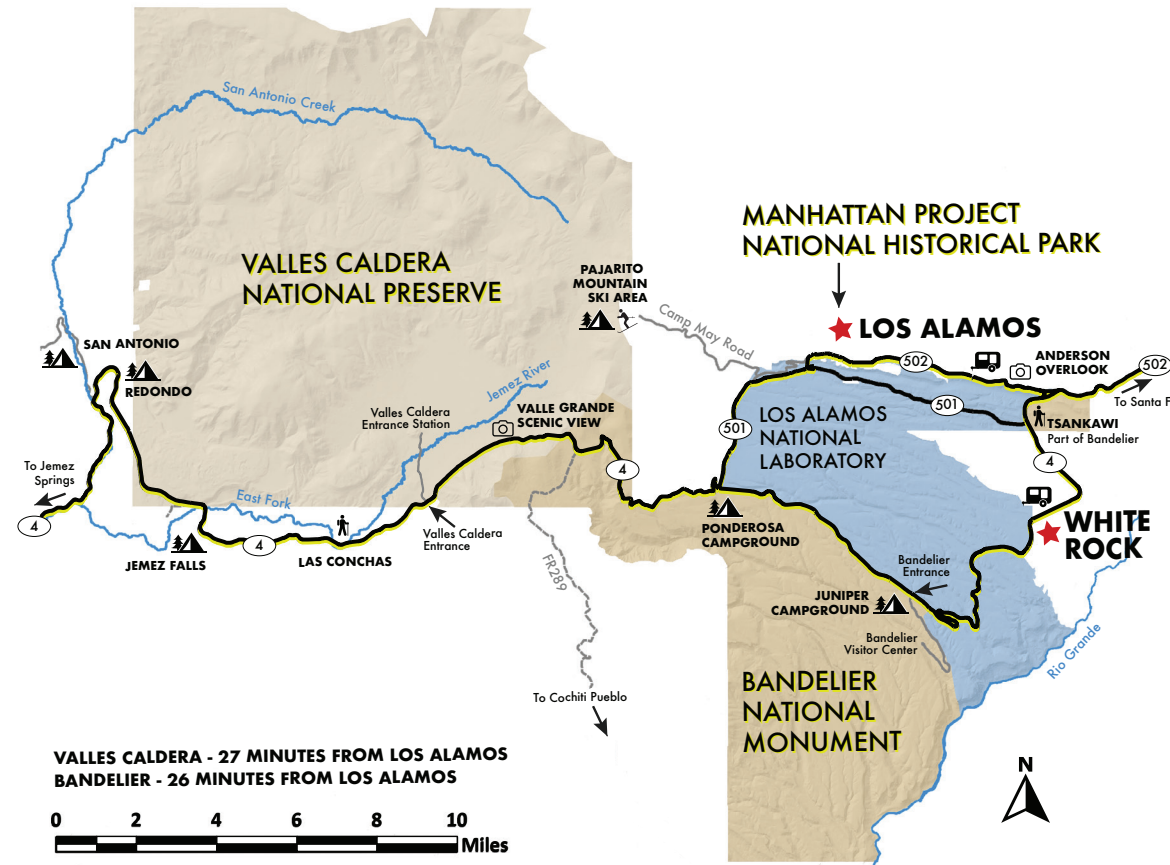 San Antonio Creek
MANHATTAN PROJECT
NATIONAL HISTORICAL PARK
VALLES CALDERA
NATIONAL PRESERVE
PAJARITO
MOUNTAIN
SKI AREA
Camp May Road
LOS ALAMOS
502
ANDERSON
OVERLOOK
502
To Santa F
SAN ANTONIO
REDONDO
Jemez River
Valles Caldera
Entrance Station
VALLE GRANDE
SCENIC VIEW
501
501
LOS ALAMOS
NATIONAL
LABORATORY
TSANKAWI
Part of Bandelier
4
4
To Jemez
Springs
4
East Fork
4
JEMEZ FALLS
LAS CONCHAS
Valles Caldera
Entrance
PONDEROSA
CAMPGROUND
WHITE
ROCK
FR289
Bandelier
Entrance
JUNIPER
CAMPGROUND
Bandelier
Visitor Center
Rio Grande
To Cochiti Pueblo
BANDELIER
NATIONAL
MONUMENT
VALLES CALDERA - 27 MINUTES FROM LOS ALAMOS
BANDELIER - 26 MINUTES FROM LOS ALAMOS
0 2 4 6 8 10
Miles
N